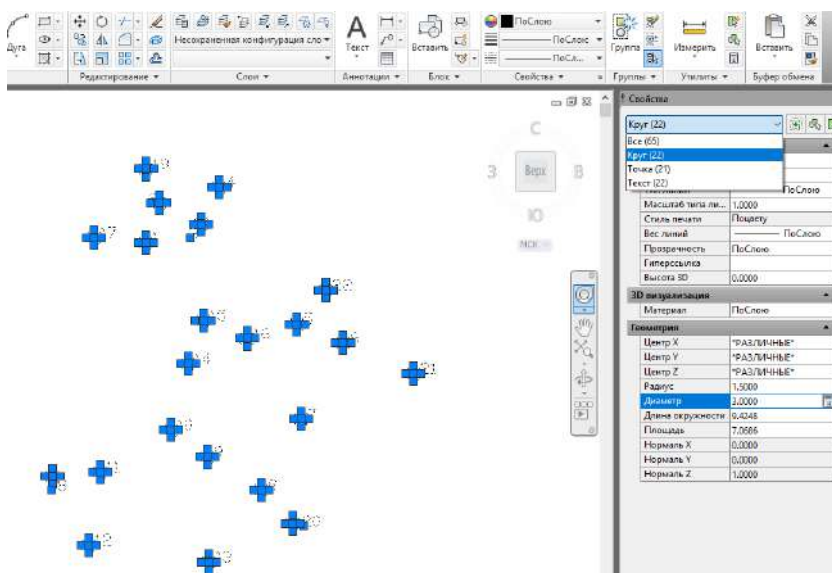 Дуга
Текст
Вставить
Несохраненная конфигурация сло
ПоСлою
ПоСлою
ПоСл...
Группа
Измерить
Вставить
Редактирование
Слои
Аннотации
Блок
Свойства
Группы
Утилиты
Буфер обмена
Свойства
Круг (22)
Все (65)
Круг (22)
Точка (21)
Текст (22)
ПоСлою
Масштаб типа ли... 1.0000
Стиль печати Поцвету
Вес линий ПоСлою
Прозрачность ПоСлою
Гиперссылка
Высота 3D 0.0000
3D визуализация
Материал ПоСлою
Геометрия
Центр X *РАЗЛИЧНЫЕ*
Центр Y *РАЗЛИЧНЫЕ*
Центр Z *РАЗЛИЧНЫЕ*
Радиус 1.5000
Диаметр 3.0000
Длина окружности 9.4248
Площадь 7.0686
Нормаль X 0.0000
Нормаль Y 0.0000
Нормаль Z 1.0000
С
З
Верх
В
Ю
МСК
21
20